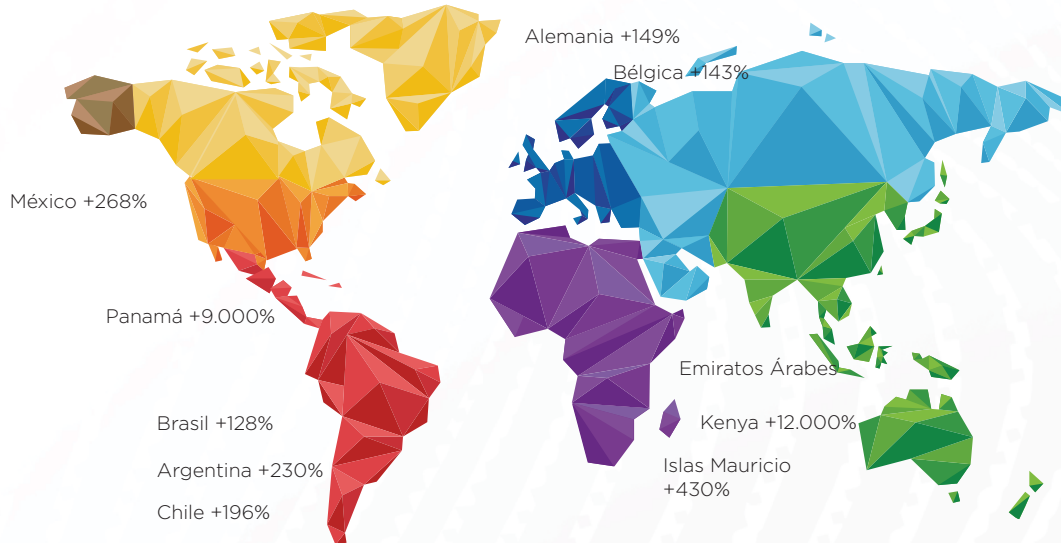 Alemania +149%
Bélgica +143%
México +268%
Panamá +9.000%
Emiratos Árabes
Brasil +128%
Kenya +12.000%
Argentina +230%
Islas Mauricio
+430%
Chile +196%